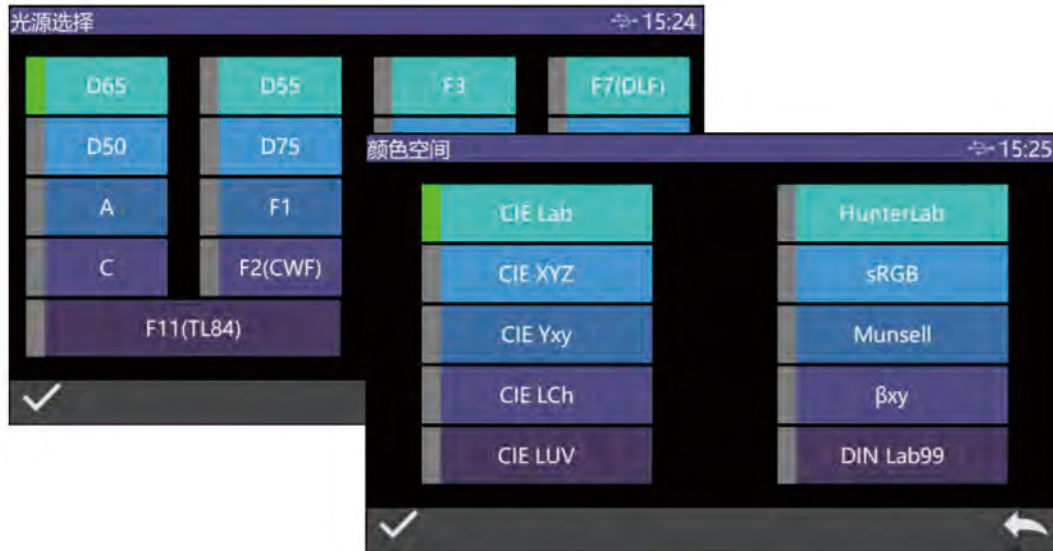 光源选择 15:24
D65 D55 F3 F7(DLF)
D50 D75
A F1
C F2(CWF)
F11(TL84)
颜色空间 15:25
CIE Lab HunterLab
CIE XYZ sRGB
CIE Yxy Munsell
CIE LCh βxy
CIE LUV DIN Lab99